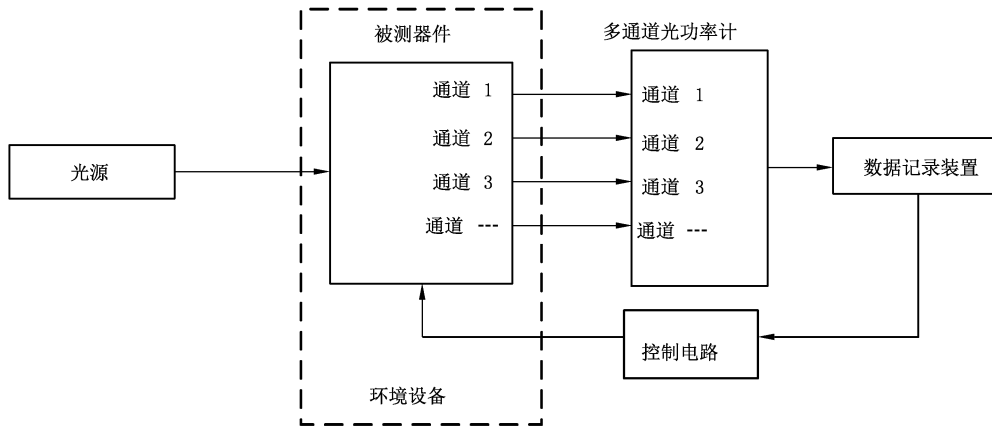 被测器件
多通道光功率计
通道 1
通道 2
通道 3
通道 ---
通道 1
通道 2
通道 3
通道 ---
光源
数据记录装置
控制电路
环境设备